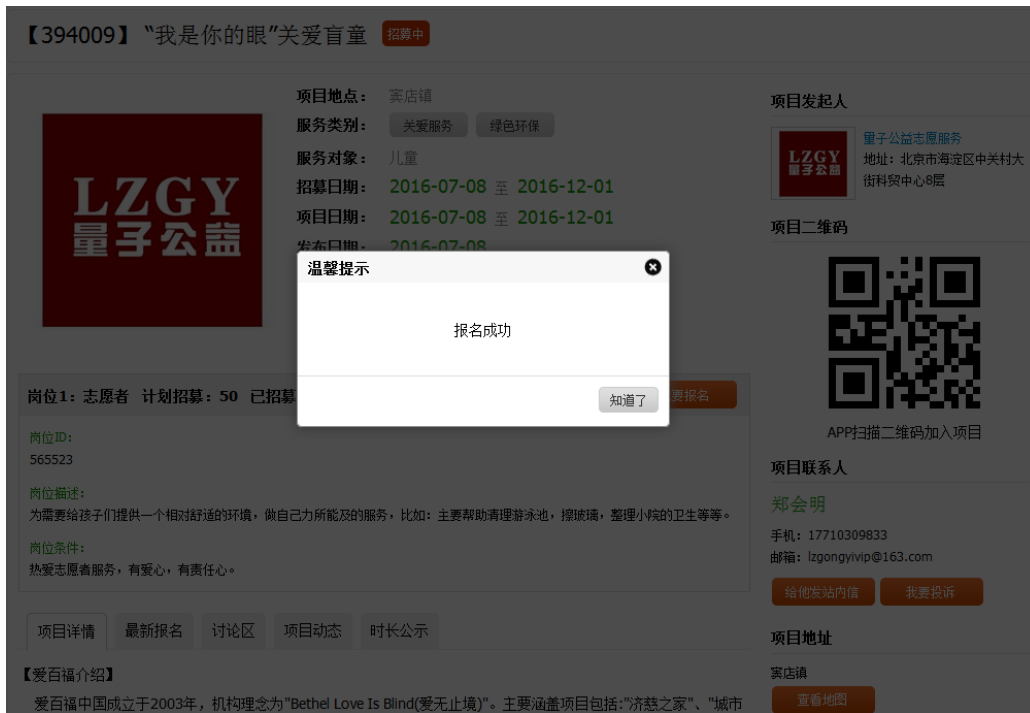 【394009】 “我是你的眼”关爱盲童 招募中
LZGY
量子公益
项目地点： 窦店镇
服务类别： 关爱服务 绿色环保
服务对象： 儿童
招募日期： 2016-07-08 至 2016-12-01
项目日期： 2016-07-08 至 2016-12-01
发布日期： 2016-07-08
温馨提示
报名成功
知道了
岗位1：志愿者 计划招募：50 已招募
要报名
岗位ID：
565523
岗位描述：
为需要给孩子们提供一个相对舒适的环境，做自己力所能及的服务，比如：主要帮助清理游泳池，擦玻璃，整理小院的卫生等等。
岗位条件：
热爱志愿者服务，有爱心，有责任心。
项目详情 最新报名 讨论区 项目动态 时长公示
【爱百福介绍】
爱百福中国成立于2003年，机构理念为"Bethel Love Is Blind(爱无止境)"。主要涵盖项目包括:"济慈之家"、"城市
项目发起人
LZGY
量子公益
量子公益志愿服务
地址：北京市海淀区中关村大
街科贸中心8层
项目二维码
APP扫描二维码加入项目
项目联系人
郑会明
手机：17710309833
邮箱：lzgongyivip@163.com
给他发站内信 我要投诉
项目地址
窦店镇
查看地图